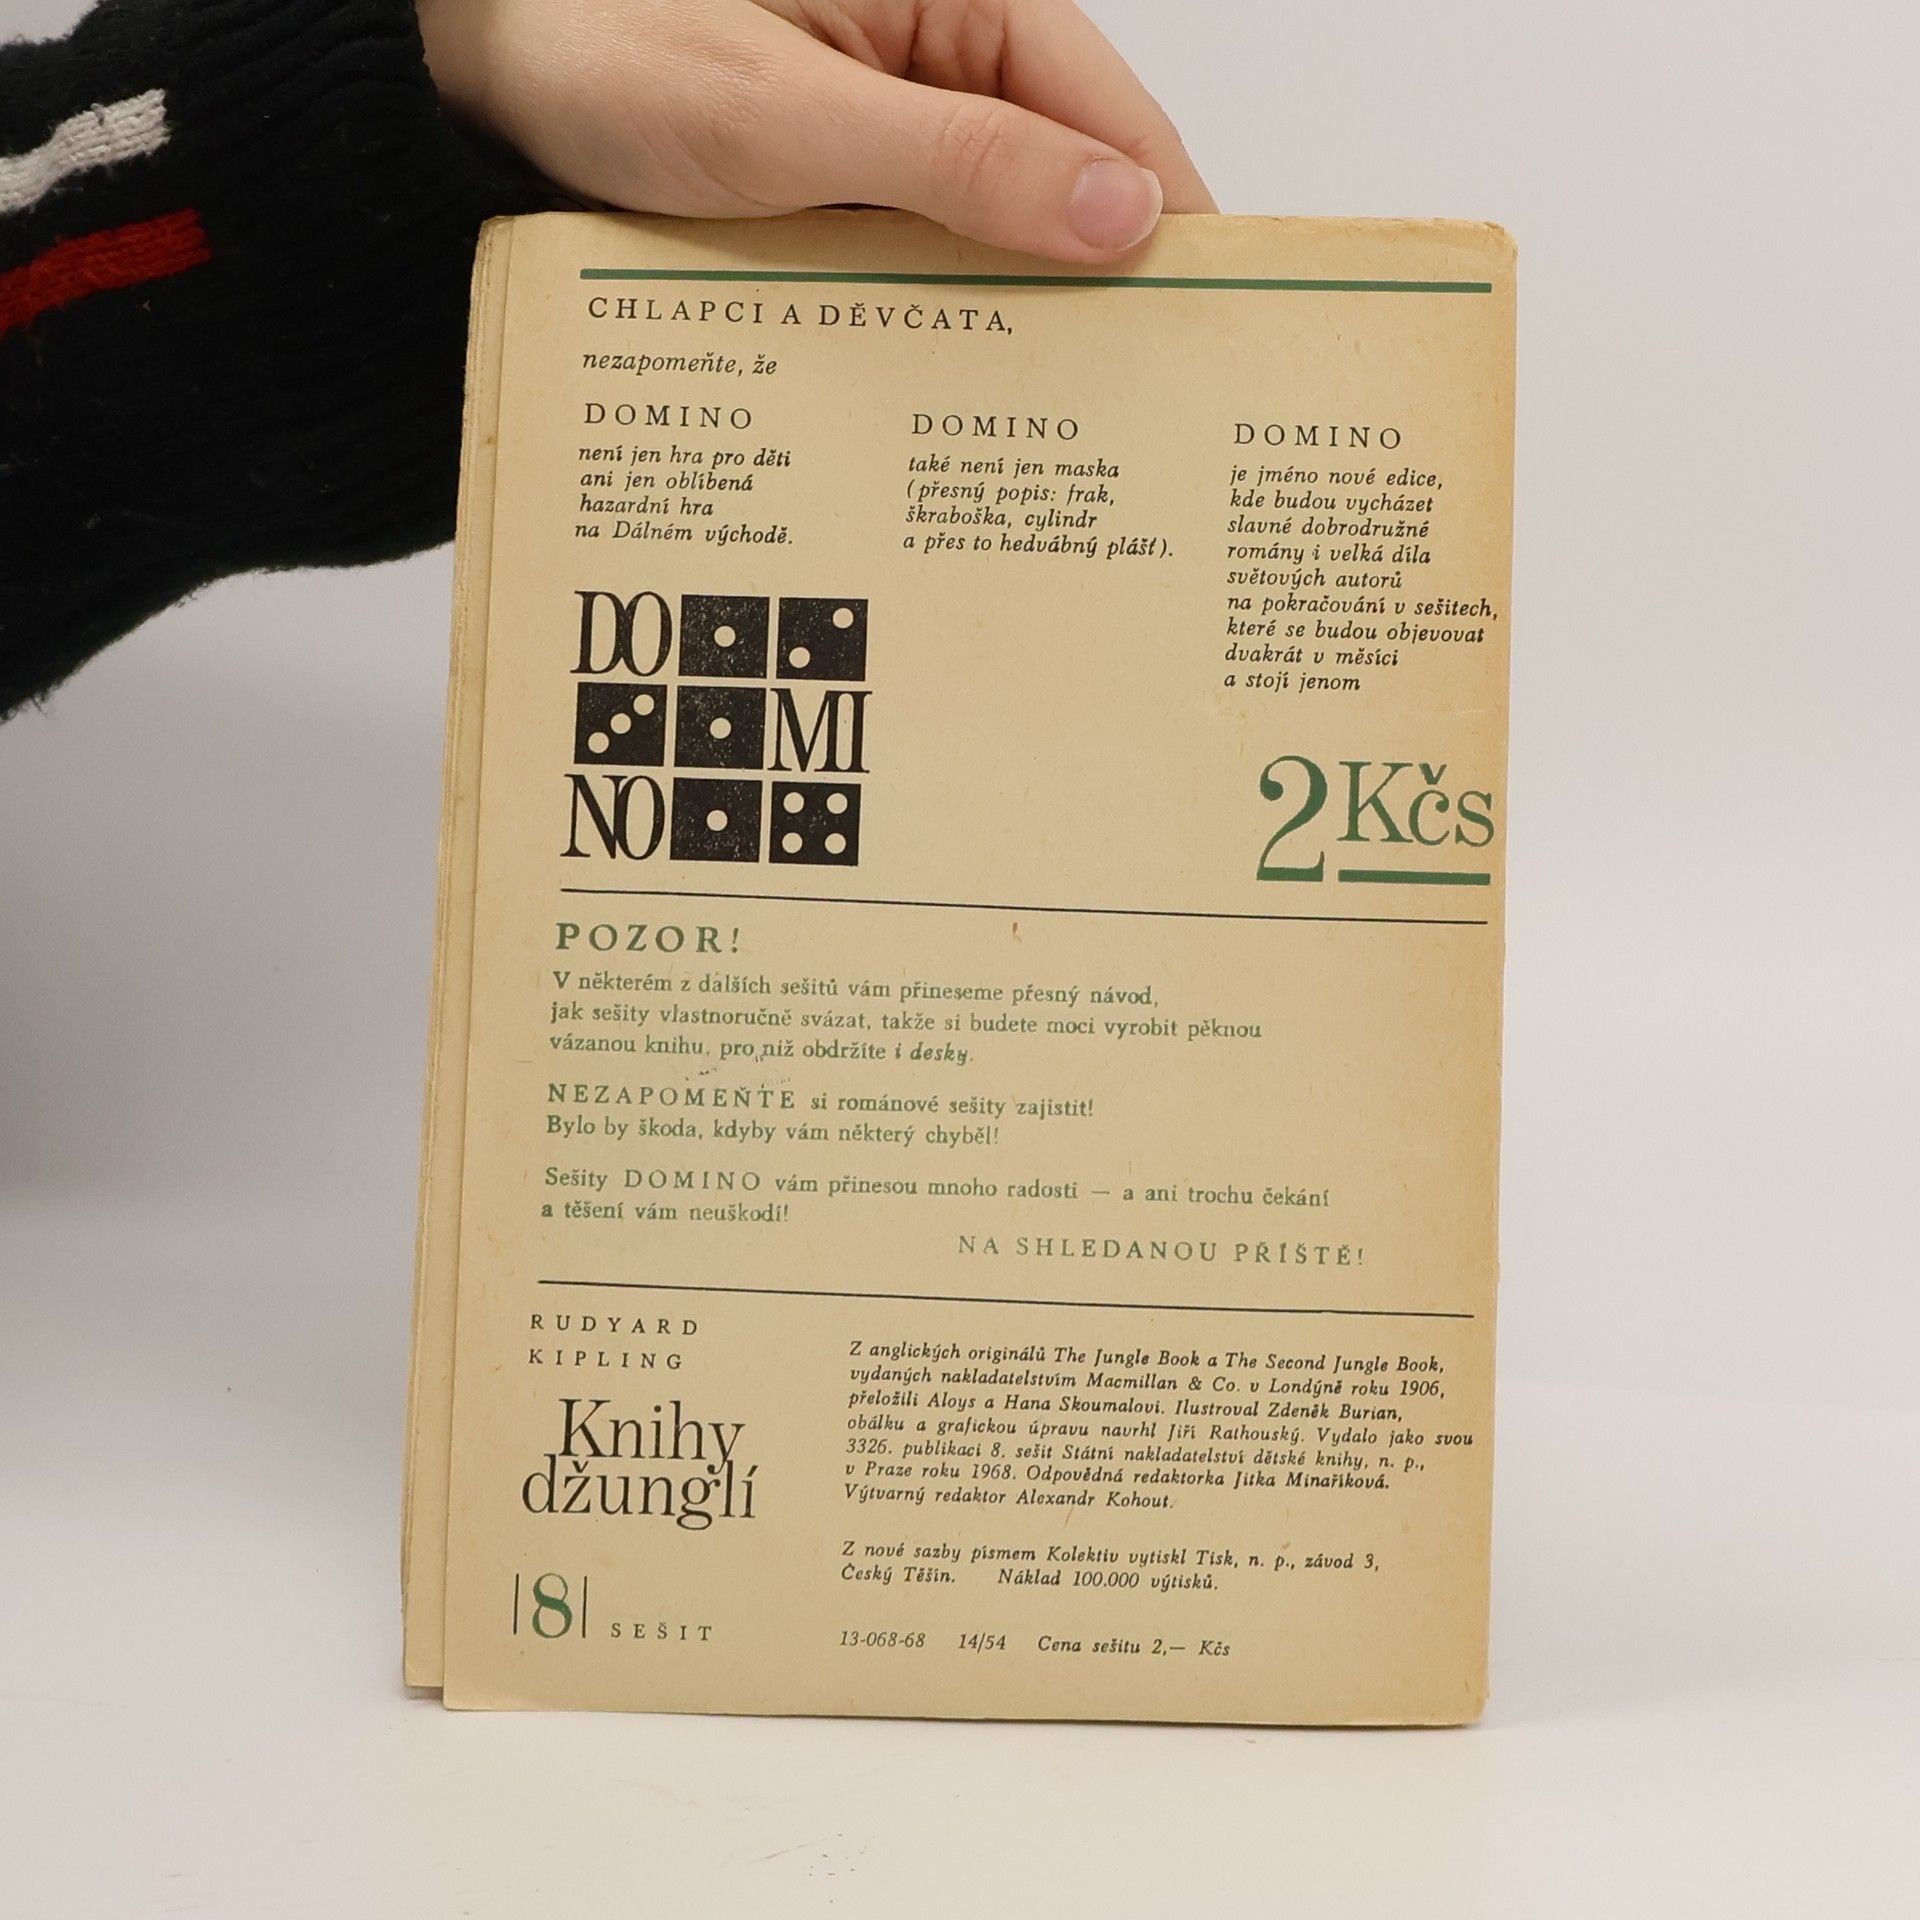 CHLAPCI A DĚVČATA,
nezapomeňte, že
DOMINO
není jen hra pro děti
ani jen oblíbená
hazardní hra
na Dálném východě.
DOMINO
také není jen maska
(přesný popis: frak,
škraboška, cylindr
a přes to hedvábný plášť).
DOMINO
je jméno nové edice,
kde budou vycházet
slavné dobrodružné
romány i velká díla
světových autorů
na pokračování v sešitech,
které se budou objevovat
dvakrát v měsíci
a stojí jenom
DO
MI
NO
2 Kčs
POZOR!
V některém z dalších sešitů vám přineseme přesný návod,
jak sešity vlastnoručně svázat, takže si budete moci vyrobit pěknou
vázanou knihu, pro niž obdržíte i desky.
NEZAPOMEŇTE si románové sešity zajistit!
Bylo by škoda, kdyby vám některý chyběl!
Sešity DOMINO vám přinesou mnoho radosti — a ani trochu čekání
a těšení vám neuškodí!
NA SHLEDANOU PŘÍŠTĚ!
RUDYARD
KIPLING
Knihy
džunglí
|8| SEŠIT
Z anglických originálů The Jungle Book a The Second Jungle Book,
vydaných nakladatelstvím Macmillan & Co. v Londýně roku 1906,
přeložili Aloys a Hana Skoumalovi. Ilustroval Zdeněk Burian,
obálku a grafickou úpravu navrhl Jiří Rathouský. Vydalo jako svou
3326. publikaci 8. sešit Státní nakladatelství dětské knihy, n. p.,
v Praze roku 1968. Odpovědná redaktorka Jitka Minaříková.
Výtvarný redaktor Alexandr Kohout.
Z nové sazby písmem Kolektiv vytiskl Tisk, n. p., závod 3,
Český Těšín. Náklad 100.000 výtisků.
13-068-68 14/54 Cena sešitu 2,— Kčs